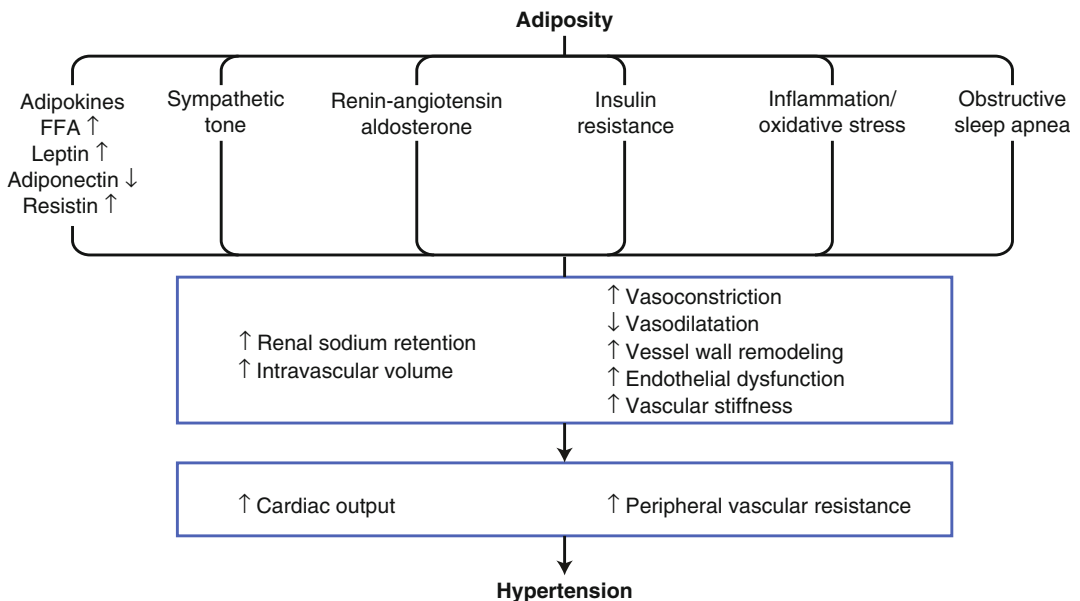 Adiposity
Adipokines
FFA ↑
Leptin ↑
Adiponectin ↓
Resistin ↑
Sympathetic
tone
Renin-angiotensin
aldosterone
Insulin
resistance
Inflammation/
oxidative stress
Obstructive
sleep apnea
↑ Renal sodium retention
↑ Intravascular volume
↑ Vasoconstriction
↓ Vasodilatation
↑ Vessel wall remodeling
↑ Endothelial dysfunction
↑ Vascular stiffness
↑ Cardiac output
↑ Peripheral vascular resistance
Hypertension